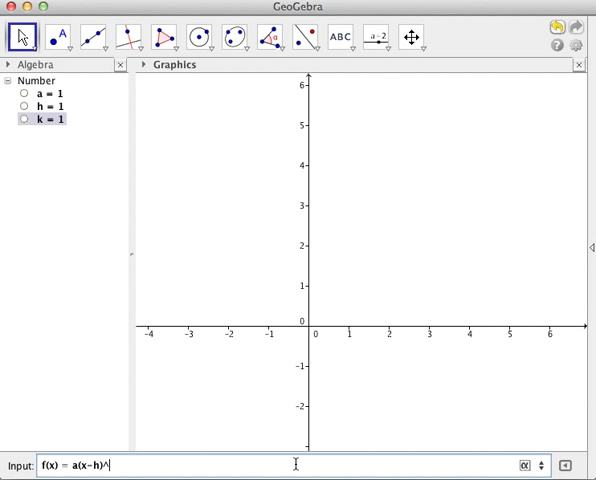 GeoGebra
A
α
ABC
a=2
Algebra
Graphics
Number
a = 1
h = 1
k = 1
6
5
4
3
2
1
0
-4 -3 -2 -1 0 1 2 3 4 5 6
-1
-2
Input: f(x) = a(x-h)^
α